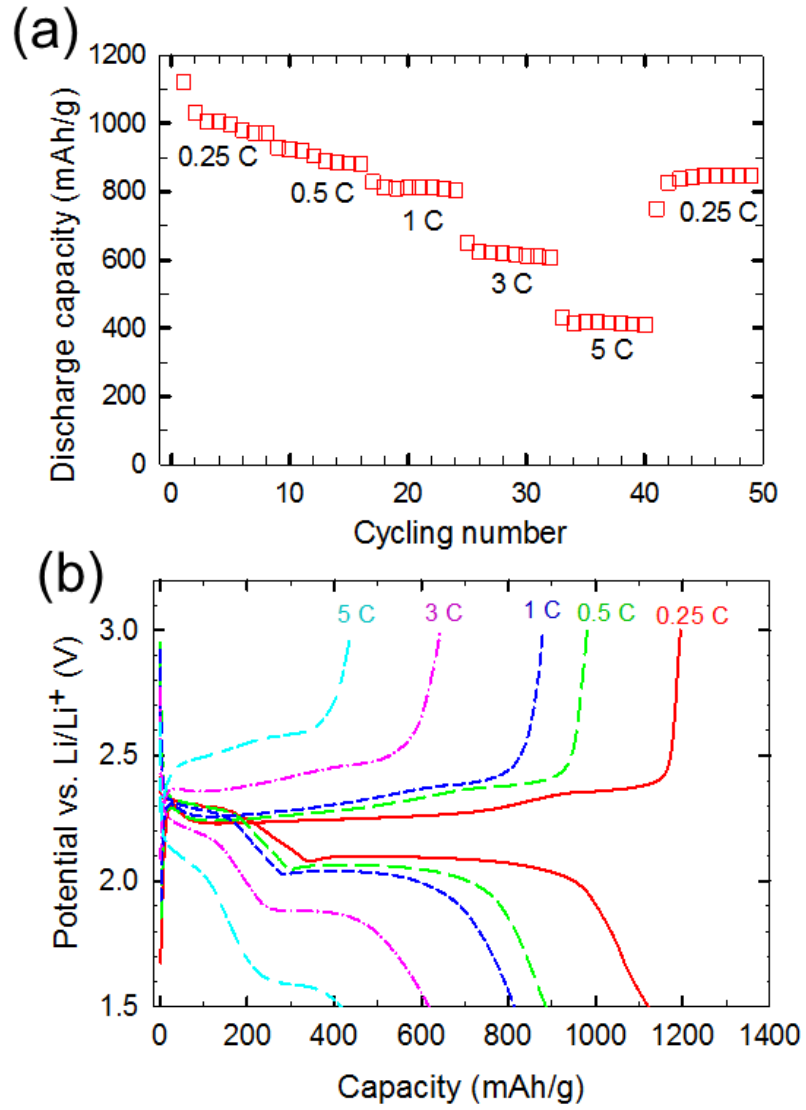 (a)
1200
1000
800
600
400
200
0
Discharge capacity (mAh/g)
0.25 C
0.5 C
1 C
3 C
5 C
0.25 C
0 10 20 30 40 50
Cycling number
(b)
3.0
2.5
2.0
1.5
Potential vs. Li/Li⁺ (V)
5 C 3 C 1 C 0.5 C 0.25 C
0 200 400 600 800 1000 1200 1400
Capacity (mAh/g)